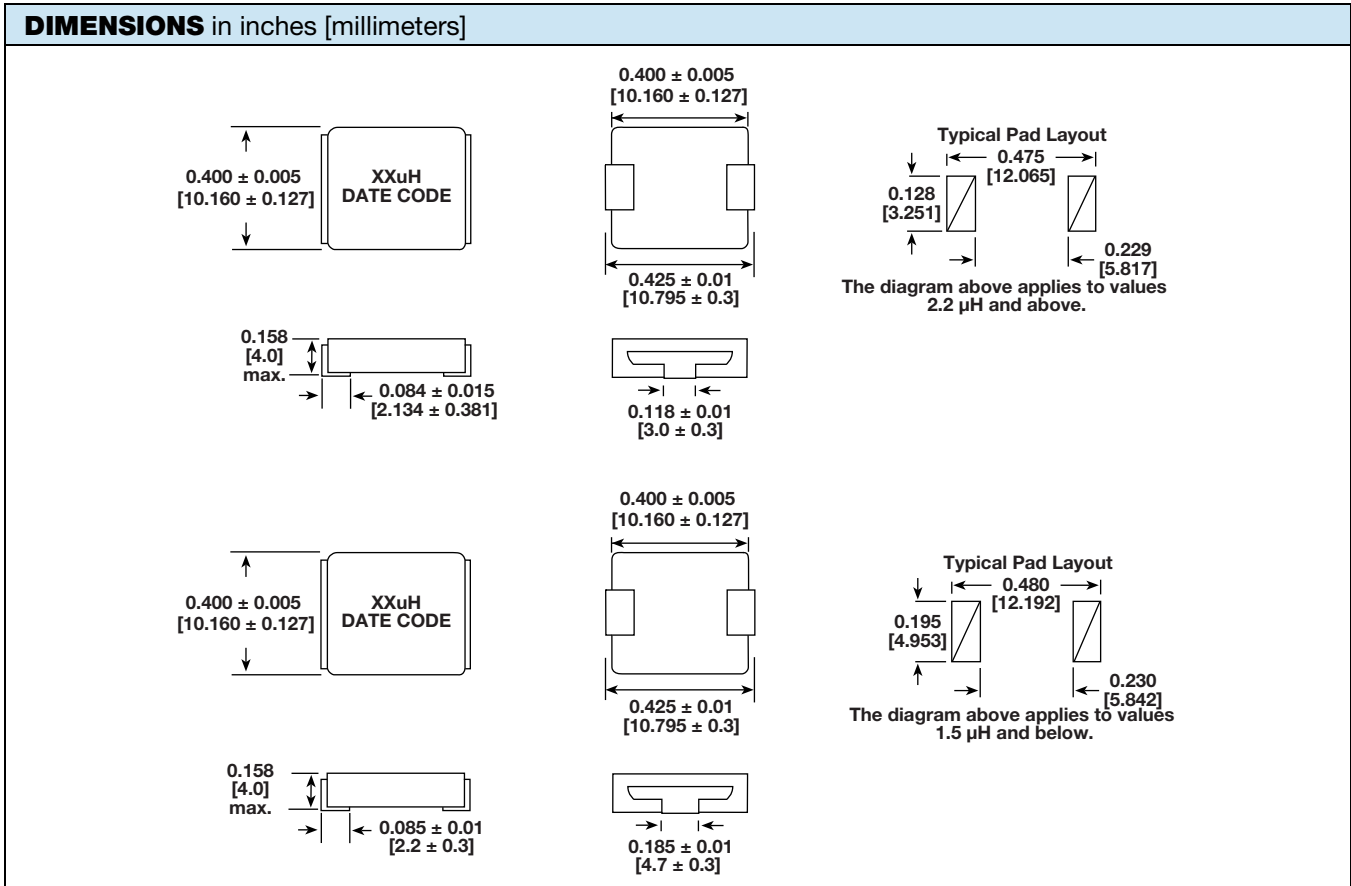 DIMENSIONS in inches [millimeters]
0.400 ± 0.005
[10.160 ± 0.127]
XXuH
DATE CODE
0.400 ± 0.005
[10.160 ± 0.127]
0.425 ± 0.01
[10.795 ± 0.3]
Typical Pad Layout
0.475
[12.065]
0.128
[3.251]
0.229
[5.817]
The diagram above applies to values
2.2 µH and above.
0.158
[4.0]
max.
0.084 ± 0.015
[2.134 ± 0.381]
0.118 ± 0.01
[3.0 ± 0.3]
0.400 ± 0.005
[10.160 ± 0.127]
XXuH
DATE CODE
0.400 ± 0.005
[10.160 ± 0.127]
0.425 ± 0.01
[10.795 ± 0.3]
Typical Pad Layout
0.480
[12.192]
0.195
[4.953]
0.230
[5.842]
The diagram above applies to values
1.5 µH and below.
0.158
[4.0]
max.
0.085 ± 0.01
[2.2 ± 0.3]
0.185 ± 0.01
[4.7 ± 0.3]